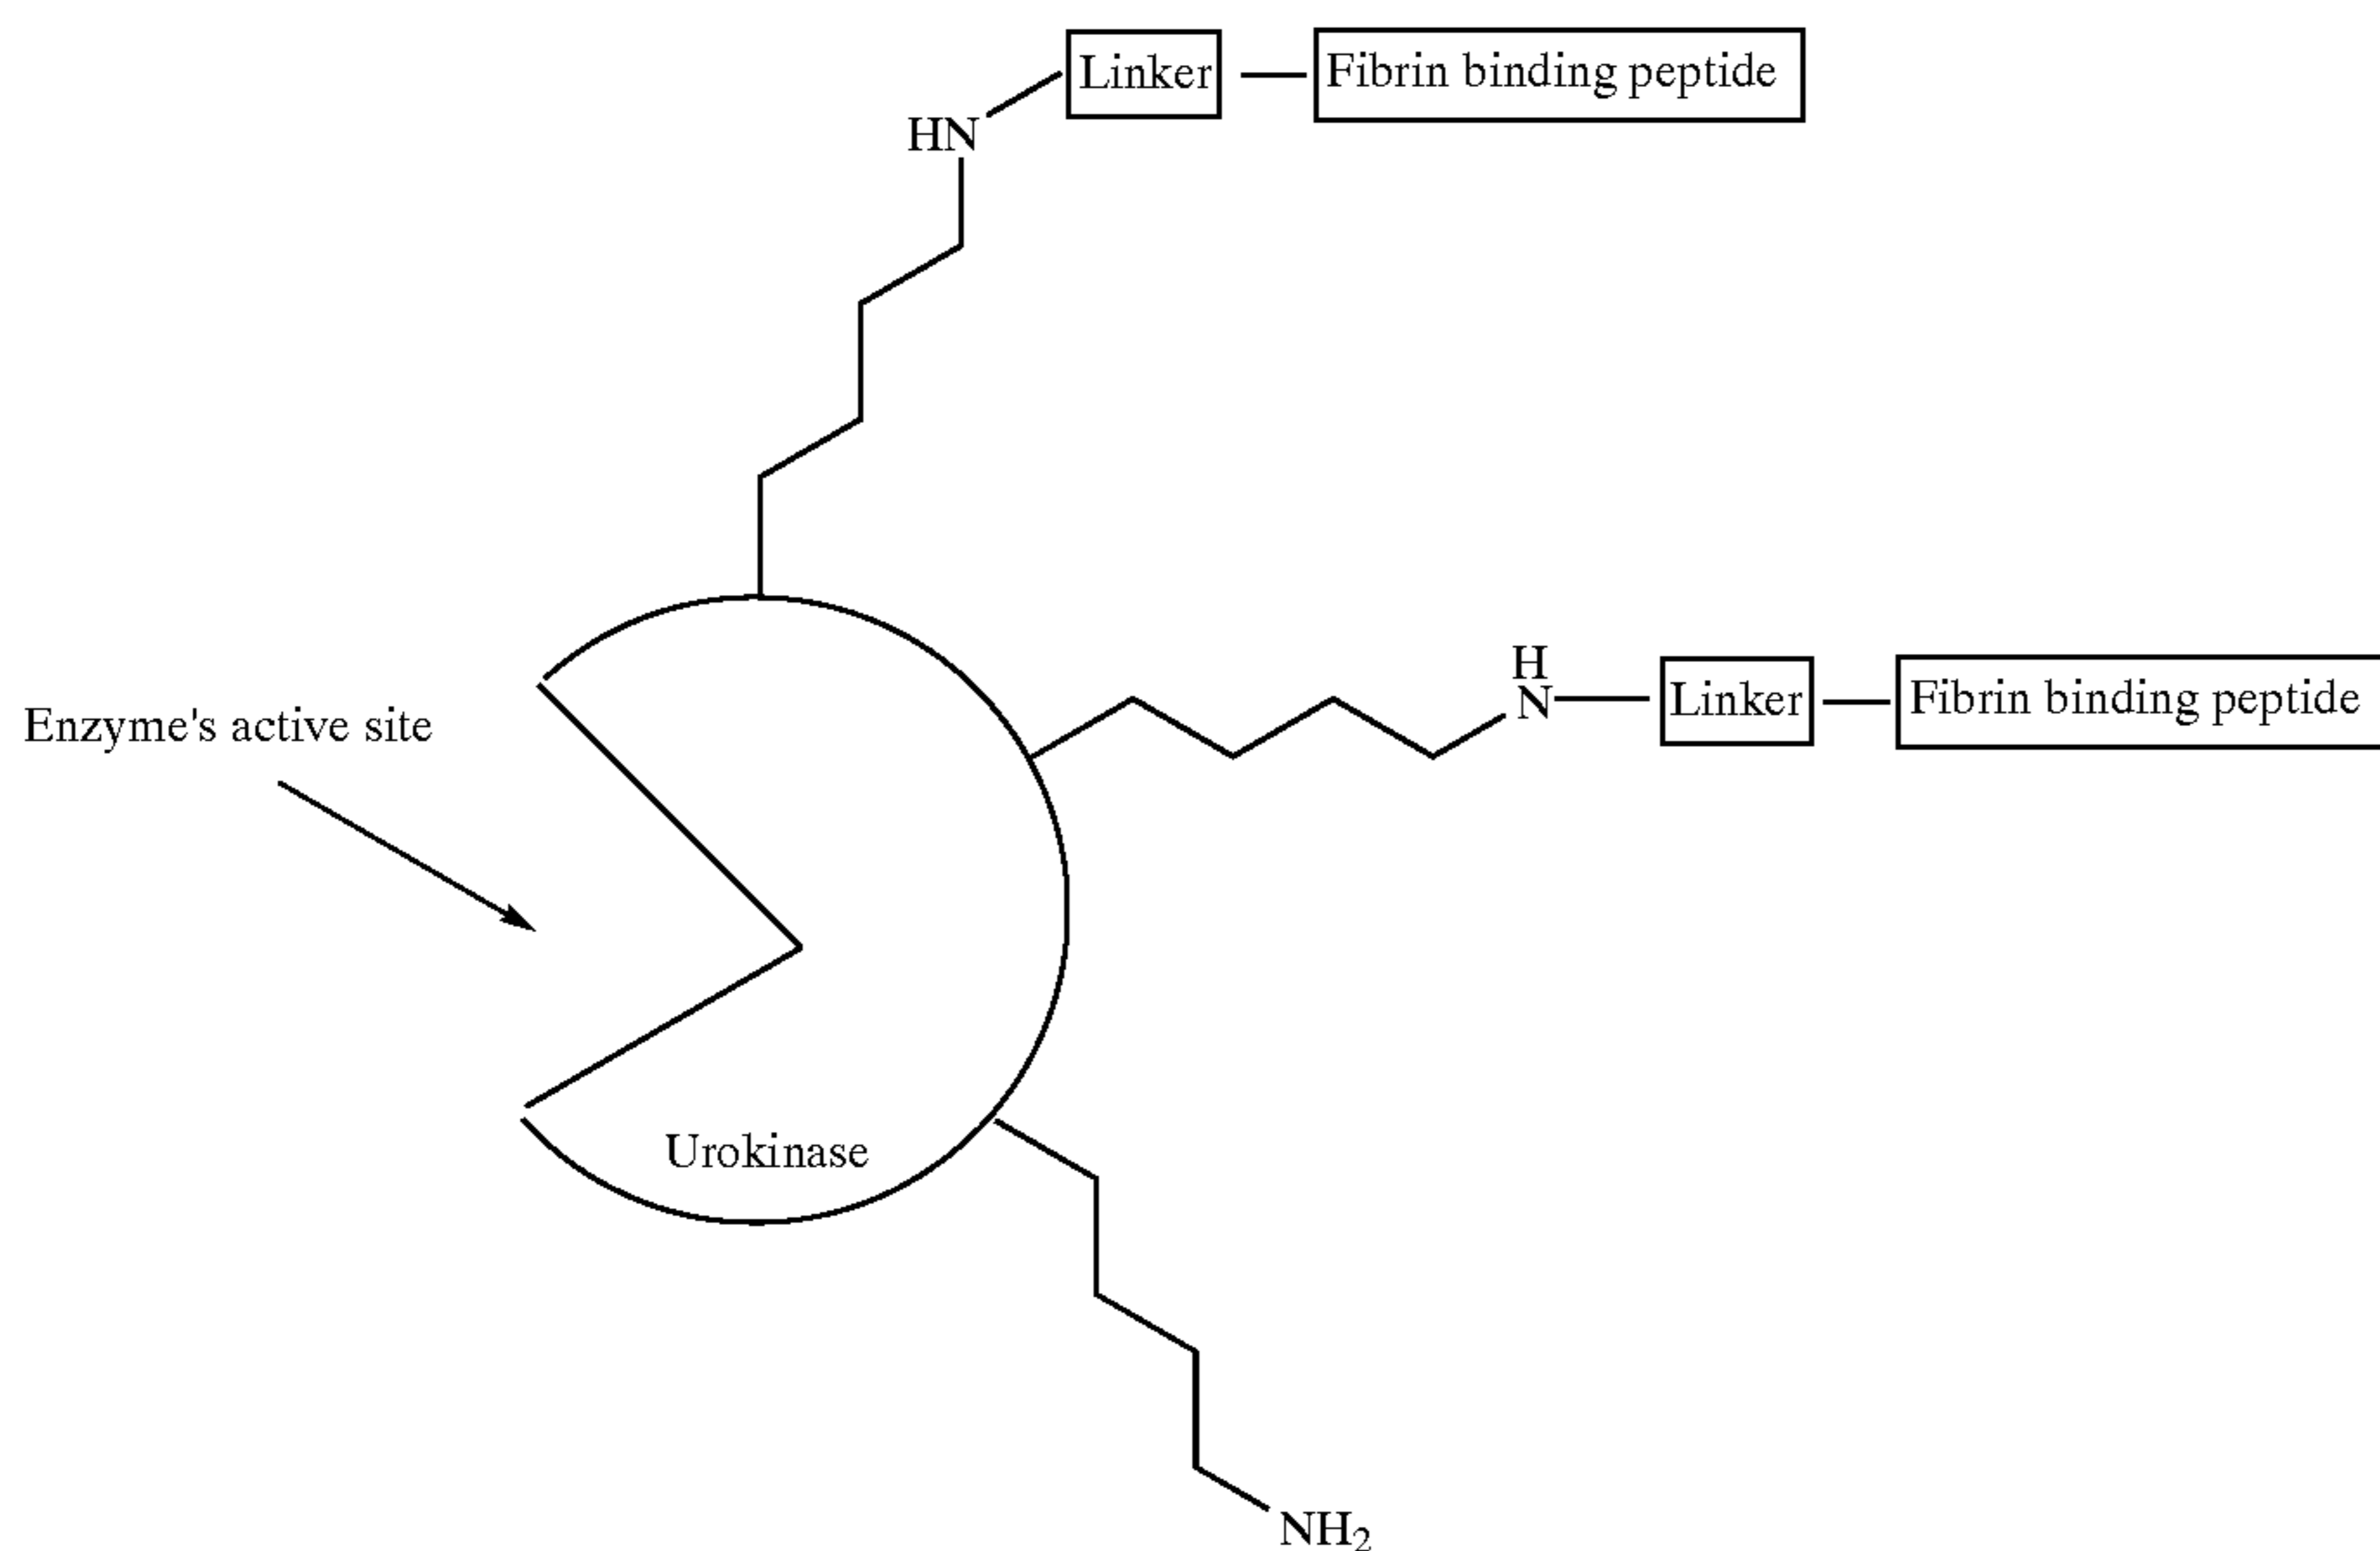 Linker
Fibrin binding peptide
HN
H
N
Linker
Fibrin binding peptide
Enzyme's active site
Urokinase
NH₂